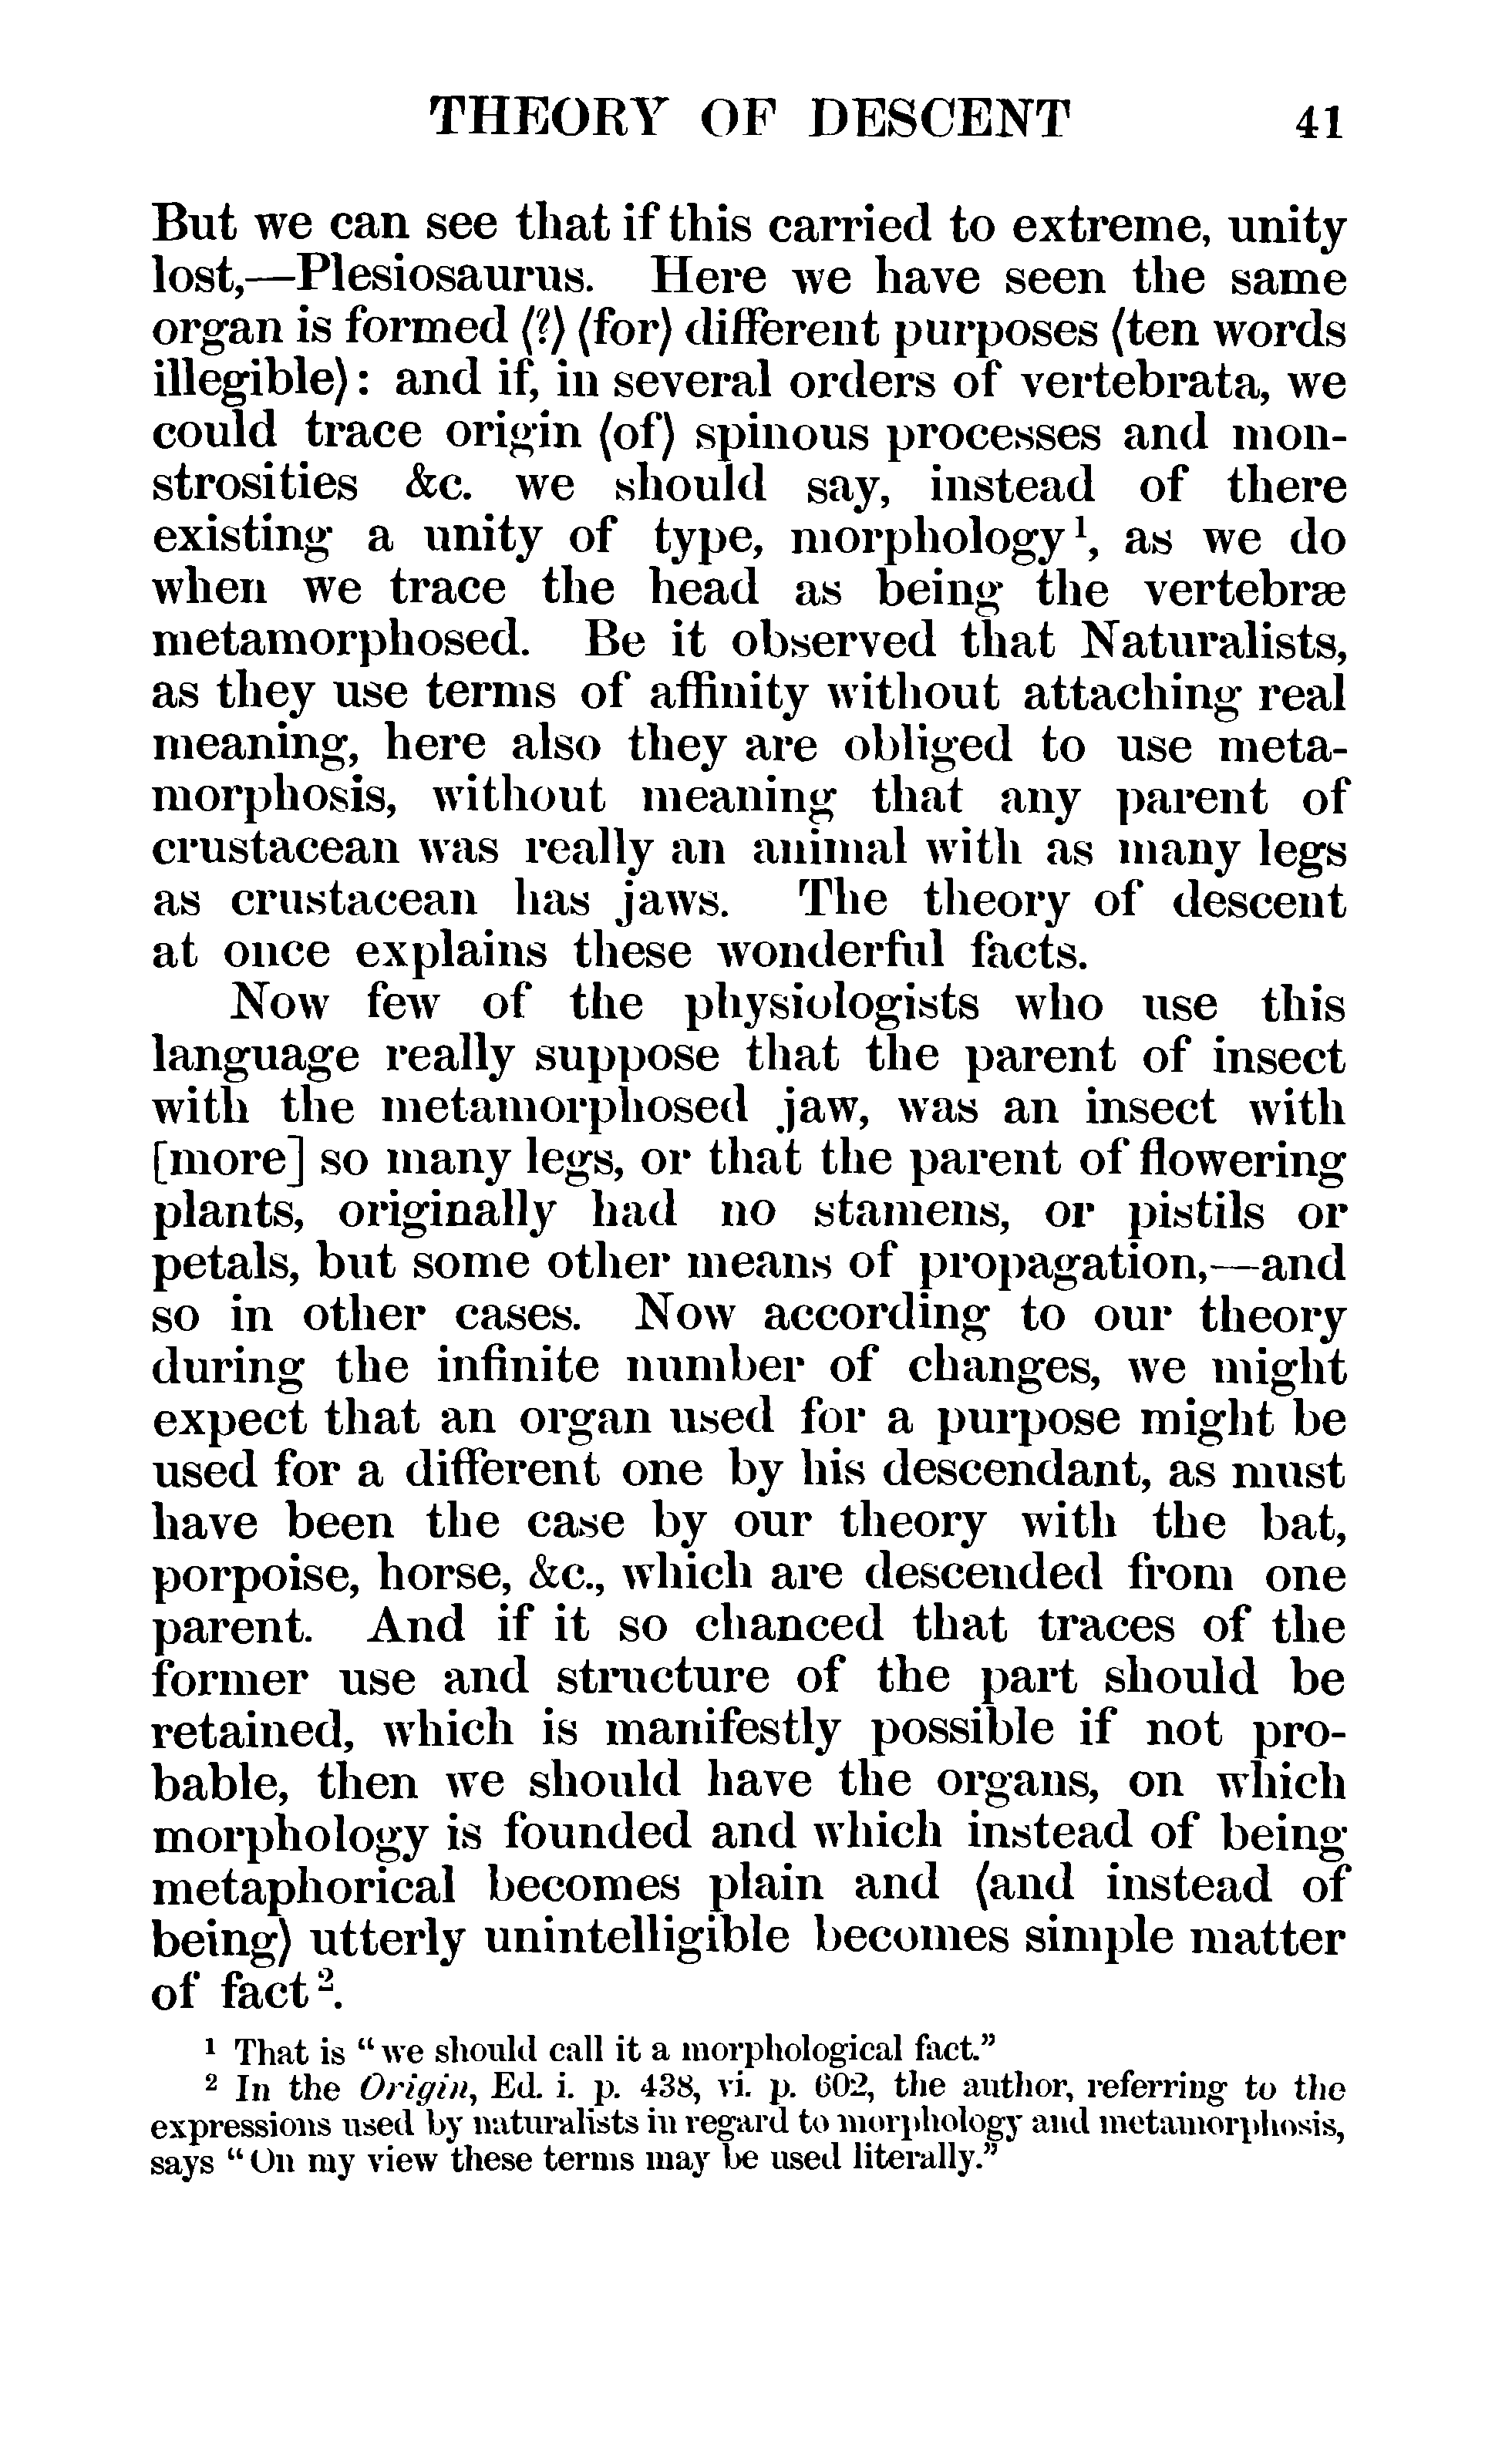 THEORY OF DESCENT 41
But we can see that if this carried to extreme, unity
lost,—Plesiosaurus. Here we have seen the same
organ is formed (?) (for) different purposes (ten words
illegible): and if, in several orders of vertebrata, we
could trace origin (of) spinous processes and mon-
strosities &c. we should say, instead of there
existing a unity of type, morphology¹, as we do
when we trace the head as being the vertebræ
metamorphosed. Be it observed that Naturalists,
as they use terms of affinity without attaching real
meaning, here also they are obliged to use meta-
morphosis, without meaning that any parent of
crustacean was really an animal with as many legs
as crustacean has jaws. The theory of descent
at once explains these wonderful facts.
Now few of the physiologists who use this
language really suppose that the parent of insect
with the metamorphosed jaw, was an insect with
[more] so many legs, or that the parent of flowering
plants, originally had no stamens, or pistils or
petals, but some other means of propagation,—and
so in other cases. Now according to our theory
during the infinite number of changes, we might
expect that an organ used for a purpose might be
used for a different one by his descendant, as must
have been the case by our theory with the bat,
porpoise, horse, &c., which are descended from one
parent. And if it so chanced that traces of the
former use and structure of the part should be
retained, which is manifestly possible if not pro-
bable, then we should have the organs, on which
morphology is founded and which instead of being
metaphorical becomes plain and (and instead of
being) utterly unintelligible becomes simple matter
of fact².
¹ That is "we should call it a morphological fact."
² In the Origin, Ed. i. p. 438, vi. p. 602, the author, referring to the
expressions used by naturalists in regard to morphology and metamorphosis,
says "On my view these terms may be used literally."